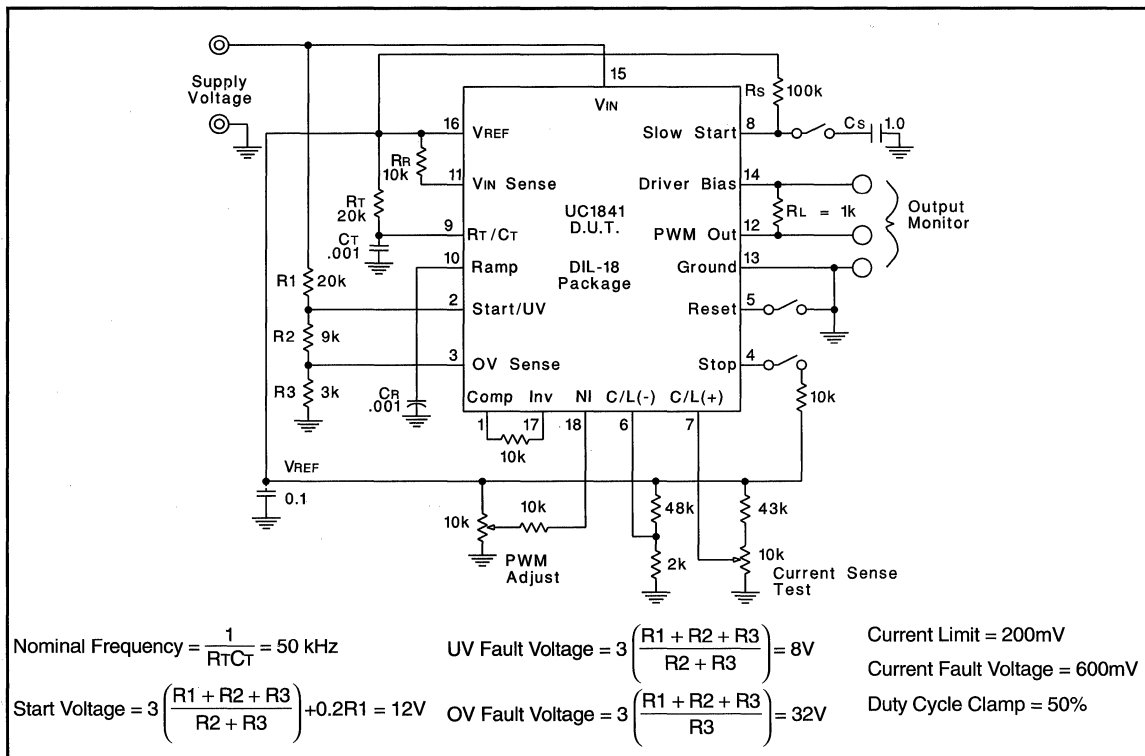 Supply
Voltage
15
VIN
RS 100k
16 VREF
Slow Start 8
CS 1.0
RR
10k
11 VIN Sense
Driver Bias 14
RT
20k
UC1841
D.U.T.
RL = 1k
Output
Monitor
9 RT/CT
PWM Out 12
CT
.001
10 Ramp
DIL-18
Package
Ground 13
R1 20k
2 Start/UV
Reset 5
R2 9k
3 OV Sense
Stop 4
R3 3k
CR
.001
Comp Inv NI C/L(-) C/L(+)
10k
1 17 18 6 7
10k
VREF
0.1
10k
10k
48k
43k
PWM
Adjust
2k
10k
Current Sense
Test
Nominal Frequency = 1 / RTCT = 50 kHz
UV Fault Voltage = 3 (R1 + R2 + R3 / R2 + R3) = 8V
Current Limit = 200mV
Current Fault Voltage = 600mV
Start Voltage = 3 (R1 + R2 + R3 / R2 + R3) +0.2R1 = 12V
OV Fault Voltage = 3 (R1 + R2 + R3 / R3) = 32V
Duty Cycle Clamp = 50%